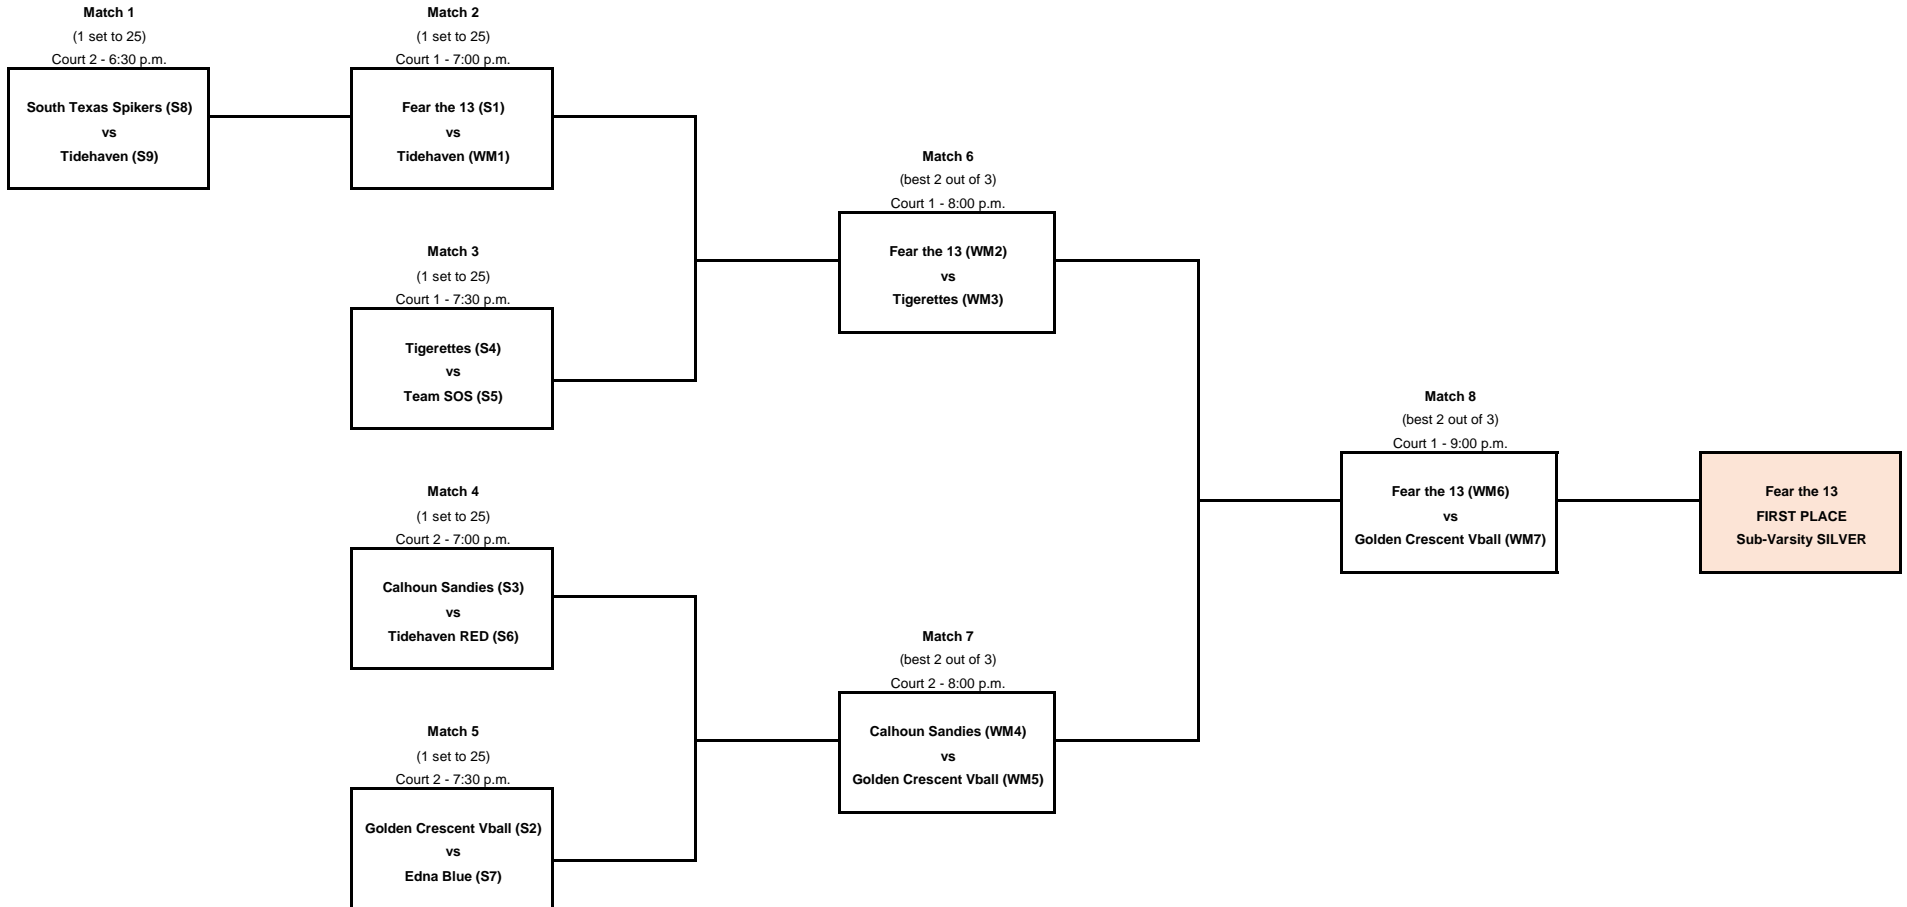 Match 1
(1 set to 25)
Court 2 - 6:30 p.m.
South Texas Spikers (S8)
vs
Tidehaven (S9)
Match 2
(1 set to 25)
Court 1 - 7:00 p.m.
Fear the 13 (S1)
vs
Tidehaven (WM1)
Match 3
(1 set to 25)
Court 1 - 7:30 p.m.
Tigerettes (S4)
vs
Team SOS (S5)
Match 4
(1 set to 25)
Court 2 - 7:00 p.m.
Calhoun Sandies (S3)
vs
Tidehaven RED (S6)
Match 5
(1 set to 25)
Court 2 - 7:30 p.m.
Golden Crescent Vball (S2)
vs
Edna Blue (S7)
Match 6
(best 2 out of 3)
Court 1 - 8:00 p.m.
Fear the 13 (WM2)
vs
Tigerettes (WM3)
Match 7
(best 2 out of 3)
Court 2 - 8:00 p.m.
Calhoun Sandies (WM4)
vs
Golden Crescent Vball (WM5)
Match 8
(best 2 out of 3)
Court 1 - 9:00 p.m.
Fear the 13 (WM6)
vs
Golden Crescent Vball (WM7)
Fear the 13
FIRST PLACE
Sub-Varsity SILVER